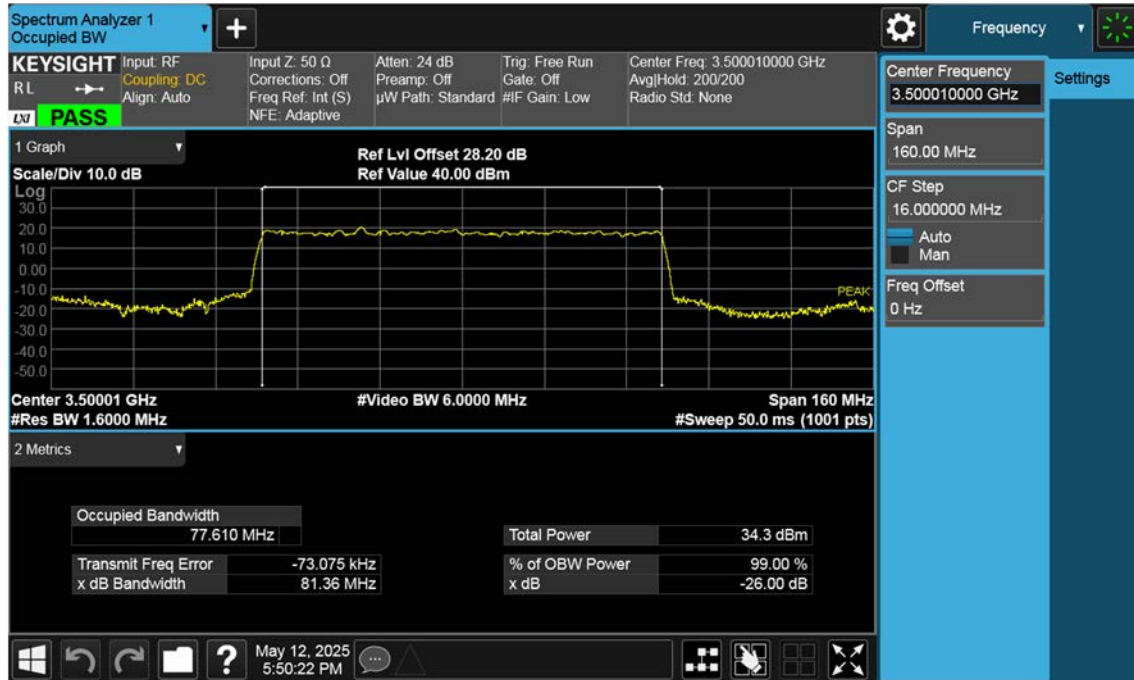 Spectrum Analyzer 1
Occupied BW
Frequency
KEYSIGHT
RL
LXI PASS
Input: RF
Coupling: DC
Align: Auto
Input Z: 50 Ω
Corrections: Off
Freq Ref: Int (S)
NFE: Adaptive
Atten: 24 dB
Preamp: Off
µW Path: Standard
Trig: Free Run
Gate: Off
#IF Gain: Low
Center Freq: 3.500010000 GHz
Avg|Hold: 200/200
Radio Std: None
Center Frequency
3.500010000 GHz
Settings
Span
160.00 MHz
CF Step
16.000000 MHz
Auto
Man
Freq Offset
0 Hz
1 Graph
Scale/Div 10.0 dB
Ref Lvl Offset 28.20 dB
Ref Value 40.00 dBm
Log
30.0
20.0
10.0
0.00
-10.0
-20.0
-30.0
-40.0
-50.0
PEAK
Center 3.50001 GHz
#Video BW 6.0000 MHz
Span 160 MHz
#Res BW 1.6000 MHz
#Sweep 50.0 ms (1001 pts)
2 Metrics
Occupied Bandwidth
77.610 MHz
Total Power 34.3 dBm
Transmit Freq Error -73.075 kHz
% of OBW Power 99.00 %
x dB Bandwidth 81.36 MHz
x dB -26.00 dB
?
May 12, 2025
5:50:22 PM